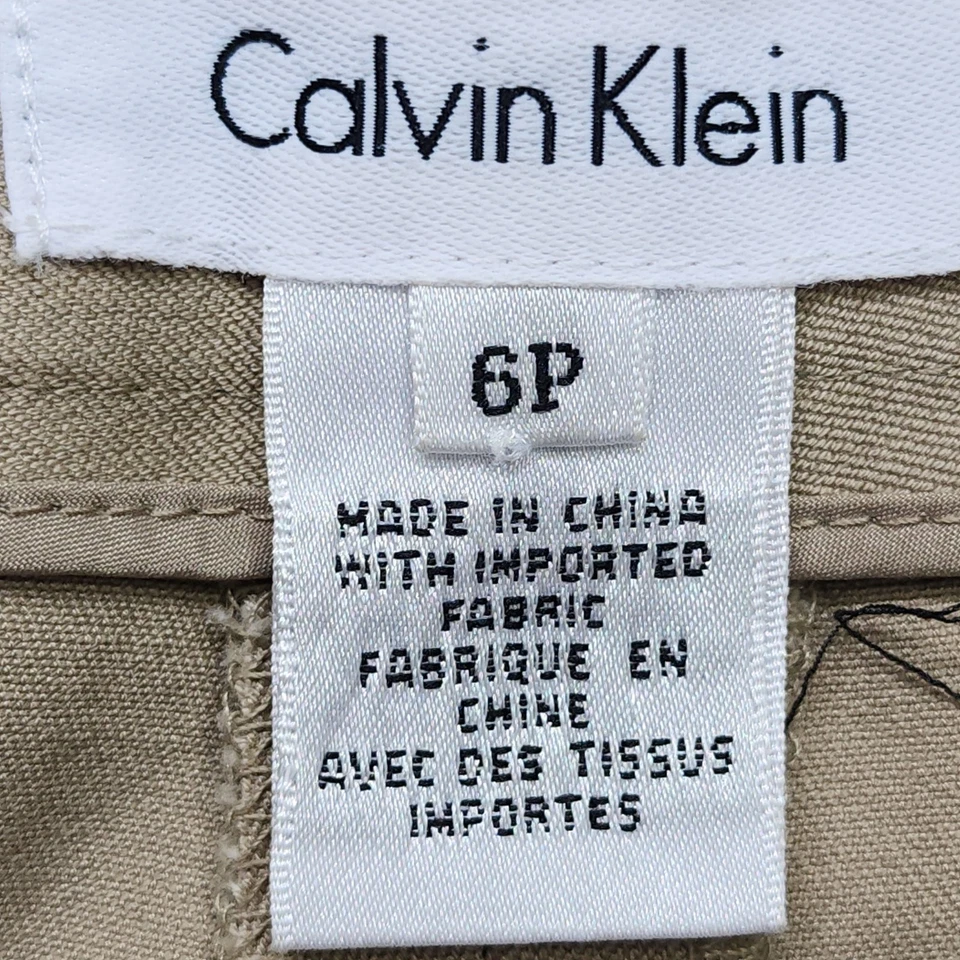 Calvin Klein
6P
MADE IN CHINA
WITH IMPORTED
FABRIC
FABRIQUE EN
CHINE
AVEC DES TISSUS
IMPORTES